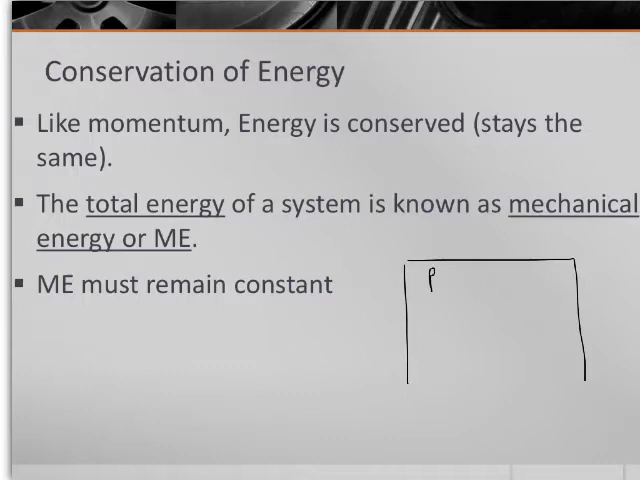 Conservation of Energy
▪ Like momentum, Energy is conserved (stays the
same).
▪ The total energy of a system is known as mechanical
energy or ME.
▪ ME must remain constant
P